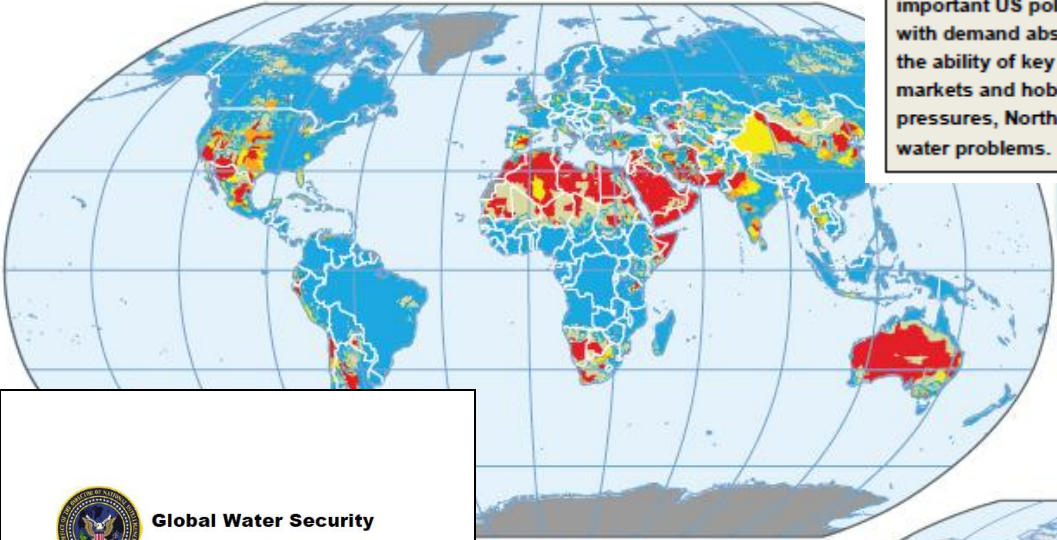 important US pol
with demand abs
the ability of key
markets and hob
pressures, North
water problems.
Global Water Security